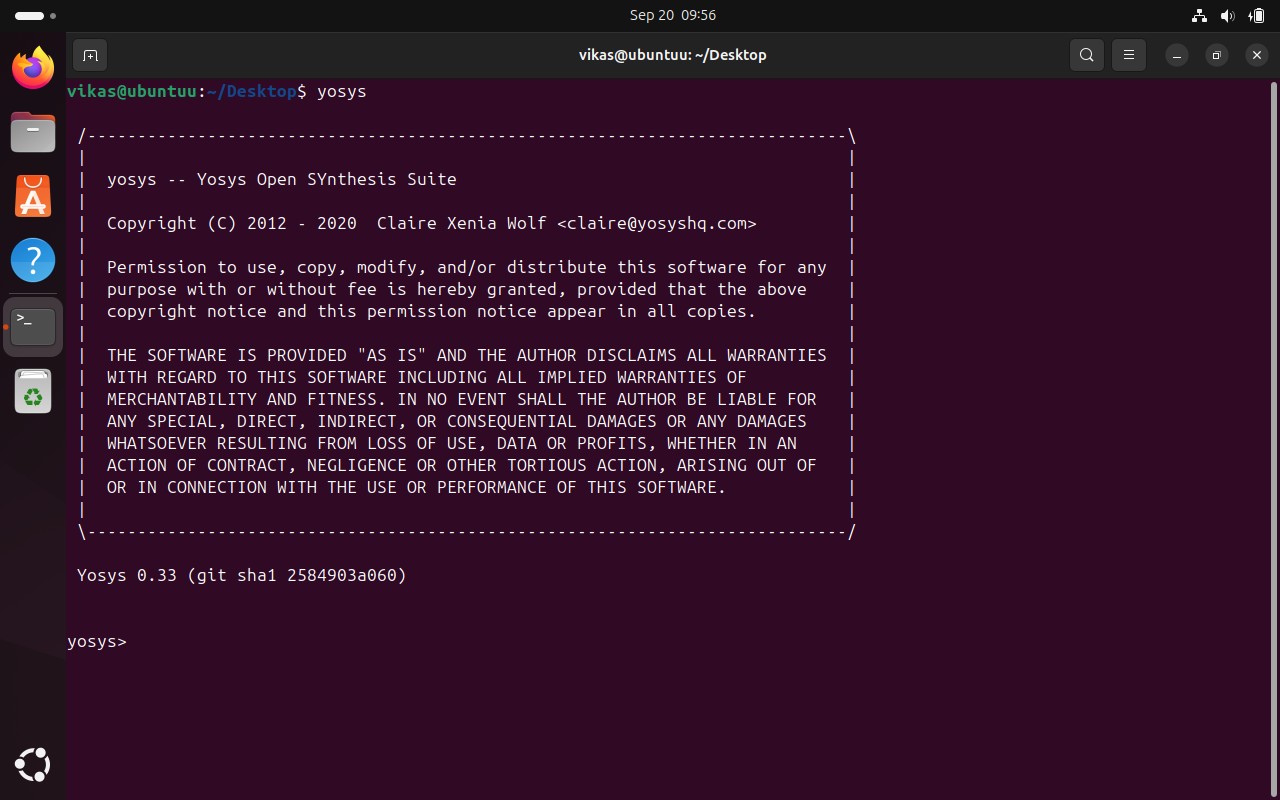 Sep 20 09:56
vikas@ubuntuu: ~/Desktop
vikas@ubuntuu:~/Desktop$ yosys
/----------------------------------------------------------------------------\
|                                                                            |
|  yosys -- Yosys Open SYnthesis Suite                                       |
|                                                                            |
|  Copyright (C) 2012 - 2020  Claire Xenia Wolf <claire@yosyshq.com>         |
|                                                                            |
|  Permission to use, copy, modify, and/or distribute this software for any  |
|  purpose with or without fee is hereby granted, provided that the above    |
|  copyright notice and this permission notice appear in all copies.         |
|                                                                            |
|  THE SOFTWARE IS PROVIDED "AS IS" AND THE AUTHOR DISCLAIMS ALL WARRANTIES  |
|  WITH REGARD TO THIS SOFTWARE INCLUDING ALL IMPLIED WARRANTIES OF          |
|  MERCHANTABILITY AND FITNESS. IN NO EVENT SHALL THE AUTHOR BE LIABLE FOR   |
|  ANY SPECIAL, DIRECT, INDIRECT, OR CONSEQUENTIAL DAMAGES OR ANY DAMAGES    |
|  WHATSOEVER RESULTING FROM LOSS OF USE, DATA OR PROFITS, WHETHER IN AN     |
|  ACTION OF CONTRACT, NEGLIGENCE OR OTHER TORTIOUS ACTION, ARISING OUT OF   |
|  OR IN CONNECTION WITH THE USE OR PERFORMANCE OF THIS SOFTWARE.            |
|                                                                            |
\----------------------------------------------------------------------------/
Yosys 0.33 (git sha1 2584903a060)
yosys>